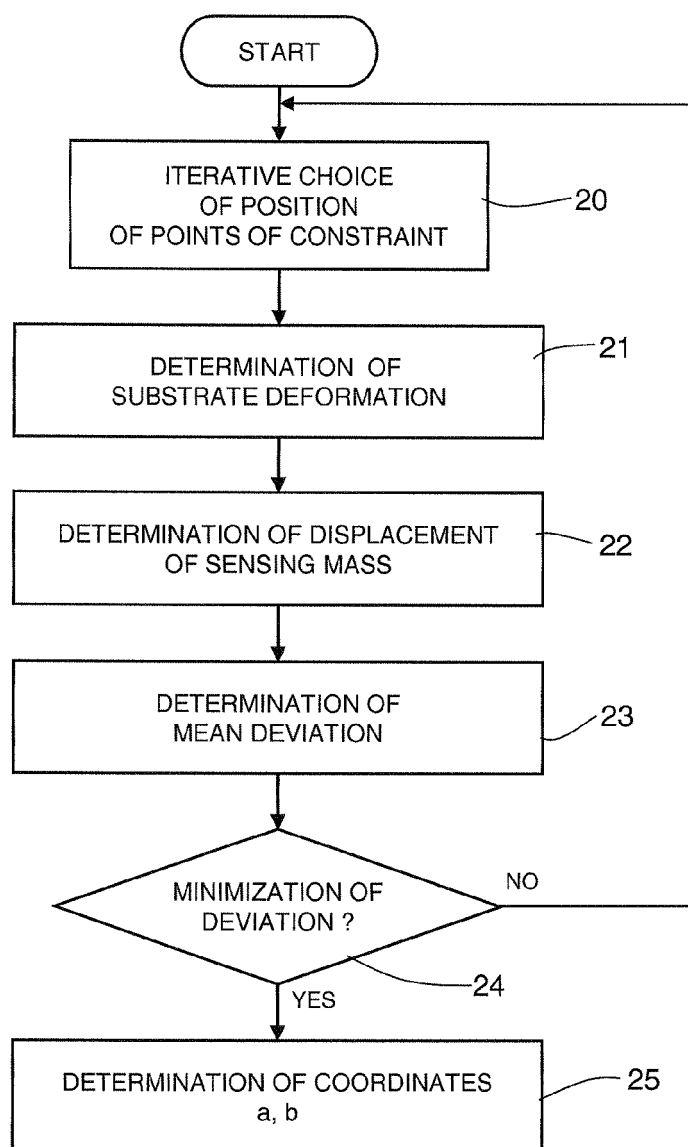 START
ITERATIVE CHOICE
OF POSITION
OF POINTS OF CONSTRAINT
20
DETERMINATION OF
SUBSTRATE DEFORMATION
21
DETERMINATION OF DISPLACEMENT
OF SENSING MASS
22
DETERMINATION OF
MEAN DEVIATION
23
MINIMIZATION OF
DEVIATION ?
NO
24
YES
DETERMINATION OF COORDINATES
a, b
25